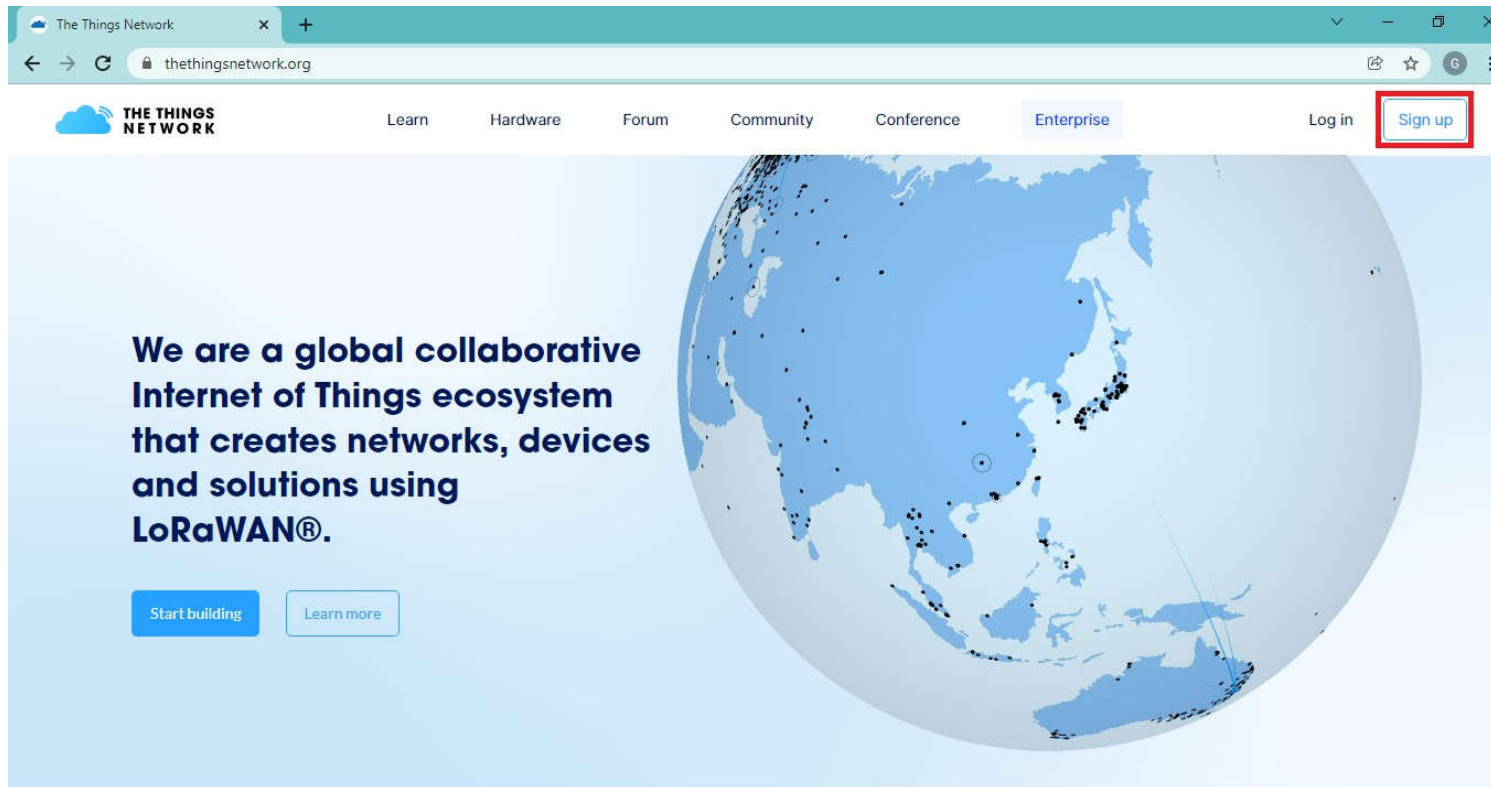 The Things Network
thethingsnetwork.org
G
THE THINGS
NETWORK
Learn Hardware Forum Community Conference Enterprise Log in Sign up
We are a global collaborative
Internet of Things ecosystem
that creates networks, devices
and solutions using
LoRaWAN®.
Start building Learn more